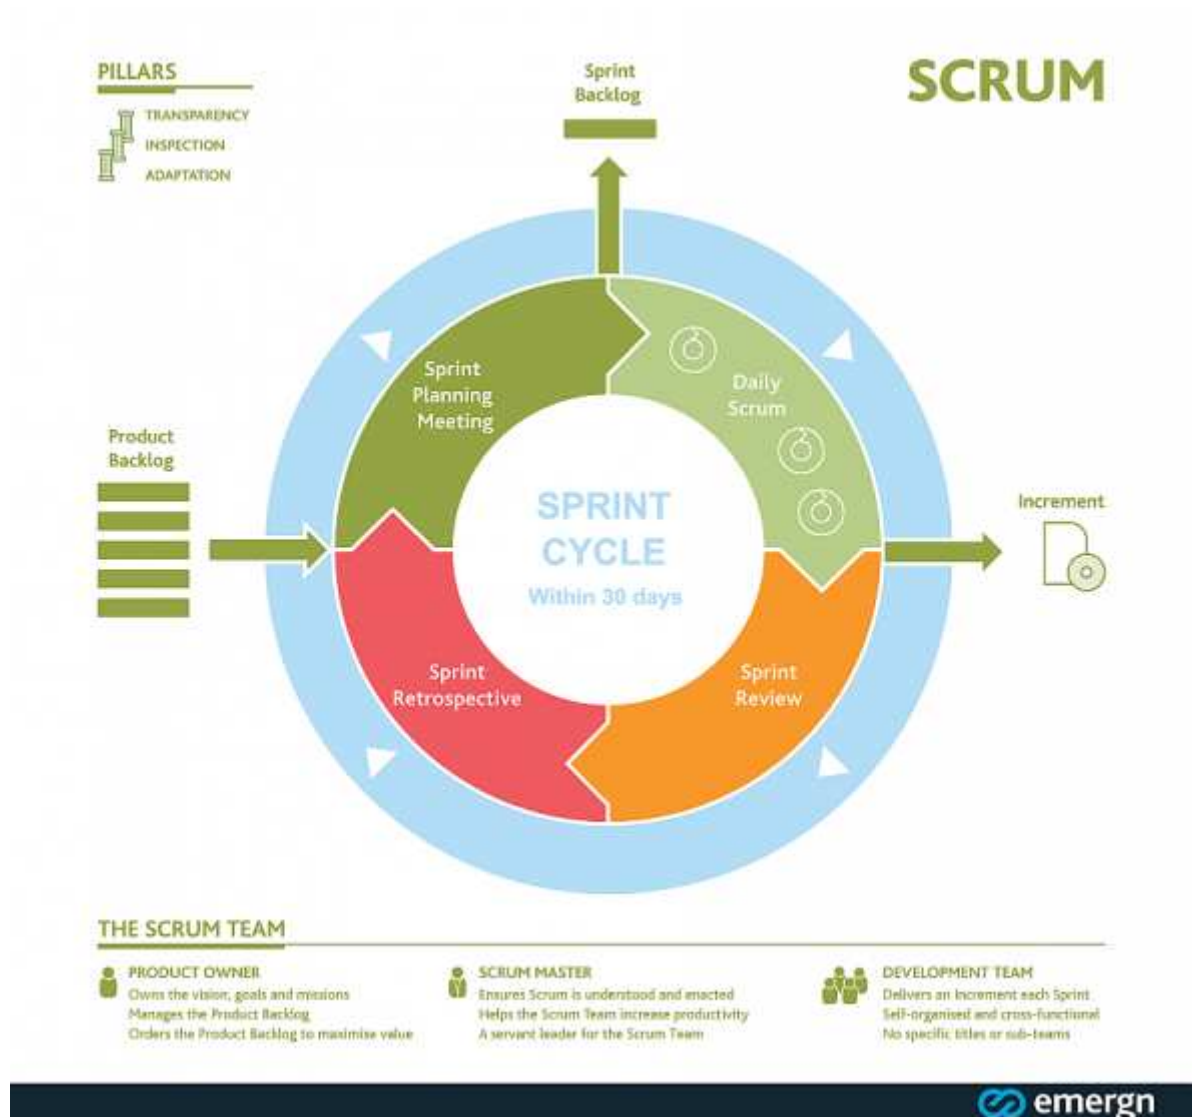 PILLARS
TRANSPARENCY
INSPECTION
ADAPTATION
Sprint
Backlog
SCRUM
Sprint
Planning
Meeting
Daily
Scrum
Product
Backlog
SPRINT
CYCLE
Within 30 days
Increment
Sprint
Retrospective
Sprint
Review
THE SCRUM TEAM
PRODUCT OWNER
Owns the vision, goals and missions
Manages the Product Backlog
Orders the Product Backlog to maximise value
SCRUM MASTER
Ensures Scrum is understood and enacted
Helps the Scrum Team increase productivity
A servant leader for the Scrum Team
DEVELOPMENT TEAM
Delivers an Increment each Sprint
Self-organised and cross-functional
No specific titles or sub-teams
emergn